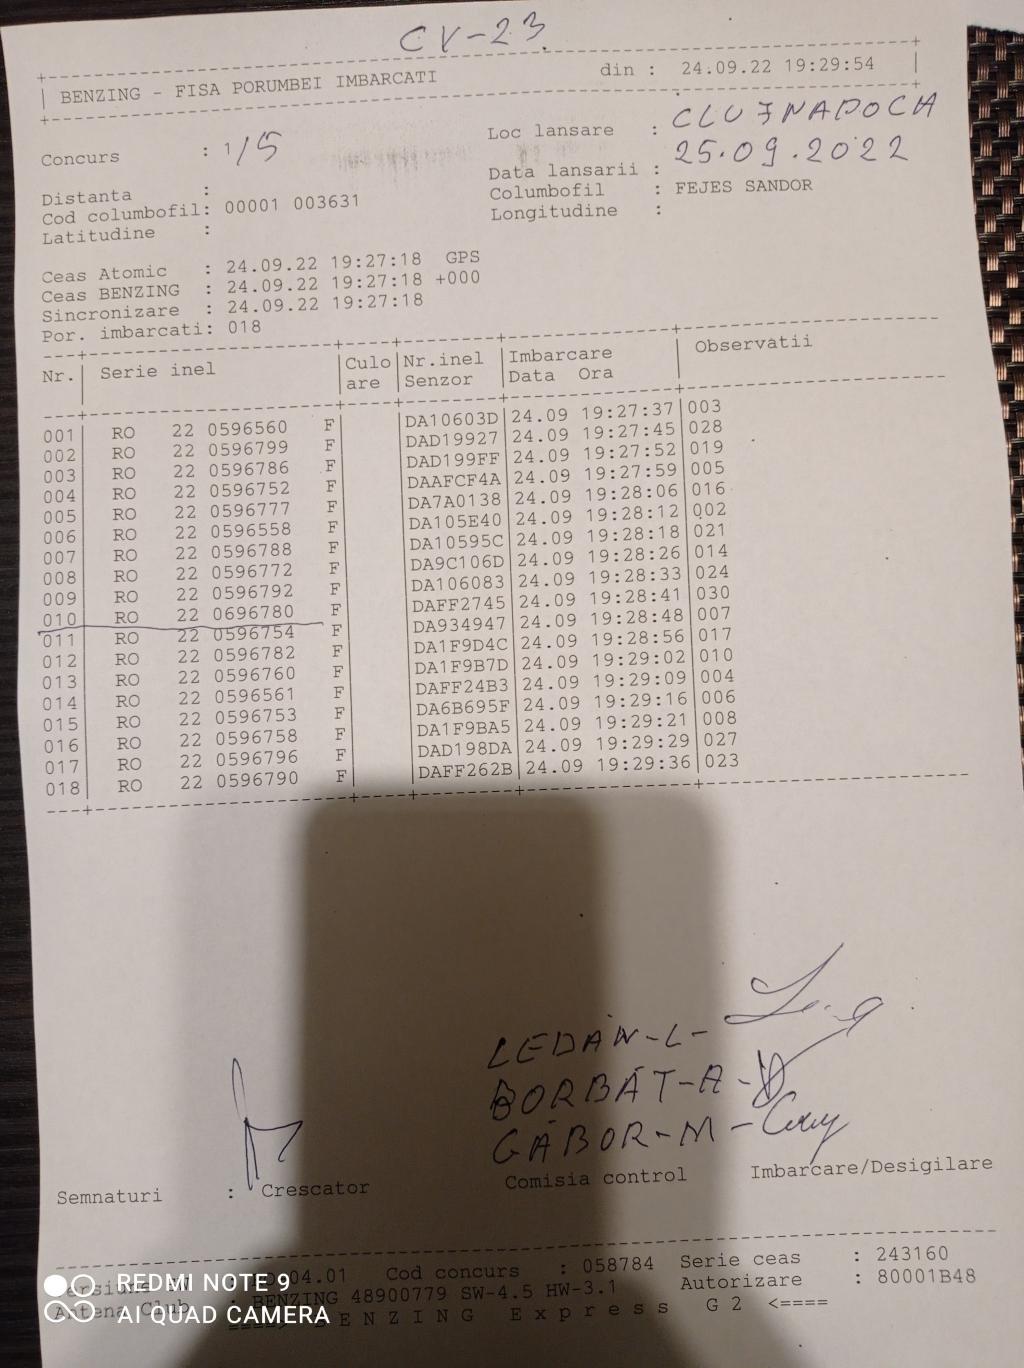 CV-23
BENZING - FISA PORUMBEI IMBARCATI din : 24.09.22 19:29:54
Concurs : 1/5 Loc lansare : CLUJNAPOCA
Distanta : Data lansarii : 25.09.2022
Cod columbofil: 00001 003631 Columbofil : FEJES SANDOR
Latitudine : Longitudine :
Ceas Atomic : 24.09.22 19:27:18 GPS
Ceas BENZING : 24.09.22 19:27:18 +000
Sincronizare : 24.09.22 19:27:18
Por. imbarcati: 018
Nr. Serie inel Culo Nr.inel Imbarcare Observatii
are Senzor Data Ora
001 RO 22 0596560 F DA10603D 24.09 19:27:37 003
002 RO 22 0596799 F DAD19927 24.09 19:27:45 028
003 RO 22 0596786 F DAD199FF 24.09 19:27:52 019
004 RO 22 0596752 F DAAFCF4A 24.09 19:27:59 005
005 RO 22 0596777 F DA7A0138 24.09 19:28:06 016
006 RO 22 0596558 F DA105E40 24.09 19:28:12 002
007 RO 22 0596788 F DA10595C 24.09 19:28:18 021
008 RO 22 0596772 F DA9C106D 24.09 19:28:26 014
009 RO 22 0596792 F DA106083 24.09 19:28:33 024
010 RO 22 0696780 F DAFF2745 24.09 19:28:41 030
011 RO 22 0596754 F DA934947 24.09 19:28:48 007
012 RO 22 0596782 F DA1F9D4C 24.09 19:28:56 017
013 RO 22 0596760 F DA1F9B7D 24.09 19:29:02 010
014 RO 22 0596561 F DAFF24B3 24.09 19:29:09 004
015 RO 22 0596753 F DA6B695F 24.09 19:29:16 006
016 RO 22 0596758 F DA1F9BA5 24.09 19:29:21 008
017 RO 22 0596796 F DAD198DA 24.09 19:29:29 027
018 RO 22 0596790 F DAFF262B 24.09 19:29:36 023
LEDÁN-L-
BORBÁT-A-
GÁBOR-M-
Semnaturi : Crescator Comisia control Imbarcare/Desigilare
04.01 Cod concurs : 058784 Serie ceas : 243160
Antena Club : BENZING 48900779 SW-4.5 HW-3.1 Autorizare : 80001B48
====> BENZING Express G2 <====
REDMI NOTE 9
AI QUAD CAMERA